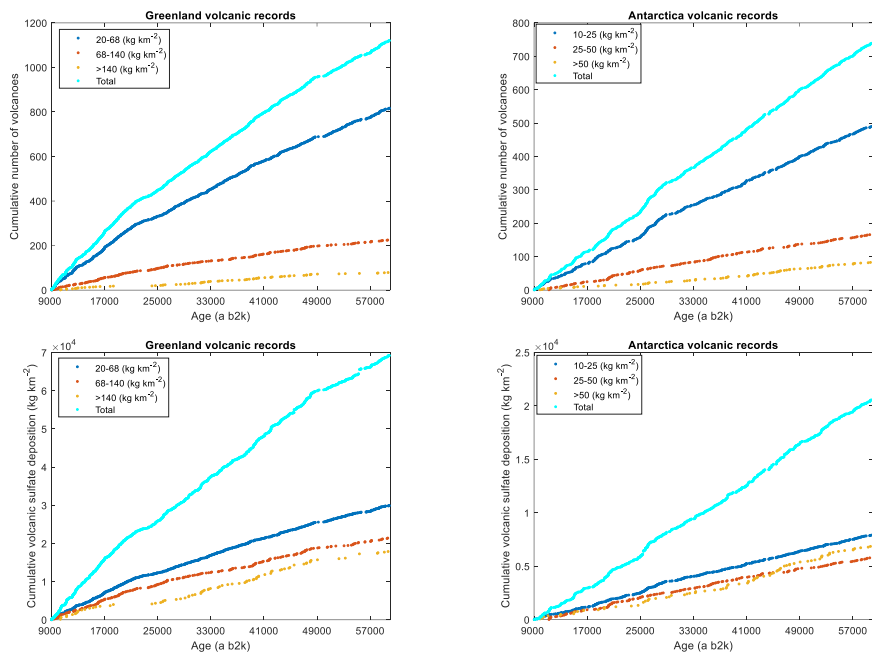 Greenland volcanic records
1200
1000
800
600
400
200
0
Cumulative number of volcanoes
20-68 (kg km-2)
68-140 (kg km-2)
>140 (kg km-2)
Total
9000 17000 25000 33000 41000 49000 57000
Age (a b2k)
Antarctica volcanic records
800
700
600
500
400
300
200
100
0
Cumulative number of volcanoes
10-25 (kg km-2)
25-50 (kg km-2)
>50 (kg km-2)
Total
9000 17000 25000 33000 41000 49000 57000
Age (a b2k)
Greenland volcanic records
× 10^4
7
6
5
4
3
2
1
0
Cumulative volcanic sulfate deposition (kg km-2)
20-68 (kg km-2)
68-140 (kg km-2)
>140 (kg km-2)
Total
9000 17000 25000 33000 41000 49000 57000
Age (a b2k)
Antarctica volcanic records
× 10^4
2.5
2
1.5
1
0.5
0
Cumulative volcanic sulfate deposition (kg km-2)
10-25 (kg km-2)
25-50 (kg km-2)
>50 (kg km-2)
Total
9000 17000 25000 33000 41000 49000 57000
Age (a b2k)